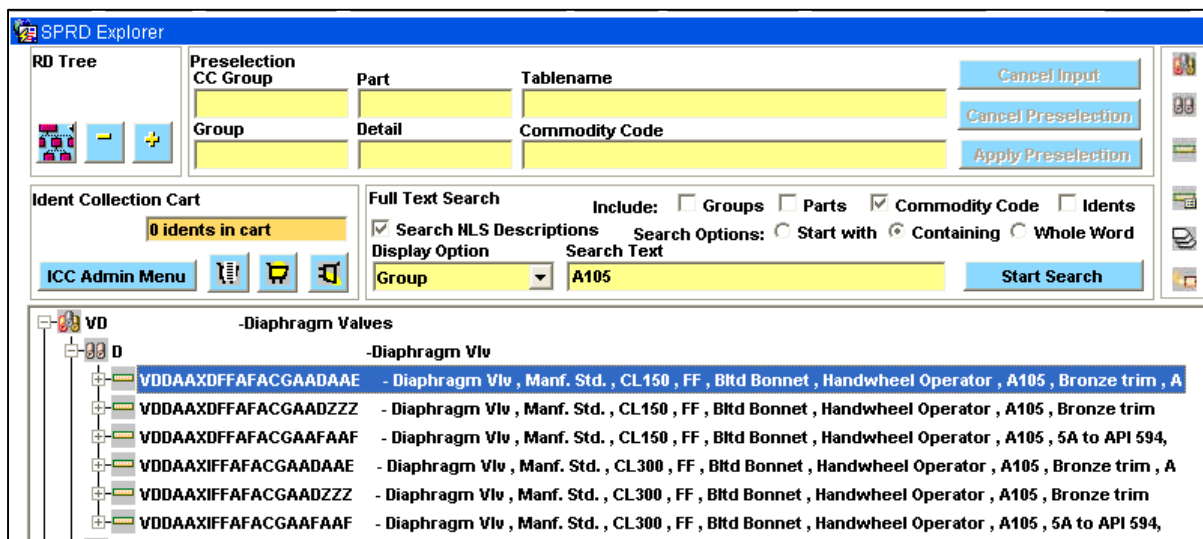 SPRD Explorer
RD Tree
Preselection
CC Group Part Tablename
Cancel Input
Cancel Preselection
Group Detail Commodity Code
Apply Preselection
Ident Collection Cart
0 idents in cart
ICC Admin Menu
Full Text Search Include: Groups Parts Commodity Code Idents
Search NLS Descriptions Search Options: Start with Containing Whole Word
Display Option Search Text
Group A105 Start Search
VD -Diaphragm Valves
D -Diaphragm Vlv
VDDAAXDFFAFACGAADAAE - Diaphragm Vlv , Manf. Std. , CL150 , FF , Bltd Bonnet , Handwheel Operator , A105 , Bronze trim , A
VDDAAXDFFAFACGAADZZZ - Diaphragm Vlv , Manf. Std. , CL150 , FF , Bltd Bonnet , Handwheel Operator , A105 , Bronze trim
VDDAAXDFFAFACGAAFAAF - Diaphragm Vlv , Manf. Std. , CL150 , FF , Bltd Bonnet , Handwheel Operator , A105 , 5A to API 594,
VDDAAXIFFAFACGAADAAE - Diaphragm Vlv , Manf. Std. , CL300 , FF , Bltd Bonnet , Handwheel Operator , A105 , Bronze trim , A
VDDAAXIFFAFACGAADZZZ - Diaphragm Vlv , Manf. Std. , CL300 , FF , Bltd Bonnet , Handwheel Operator , A105 , Bronze trim
VDDAAXIFFAFACGAAFAAF - Diaphragm Vlv , Manf. Std. , CL300 , FF , Bltd Bonnet , Handwheel Operator , A105 , 5A to API 594,